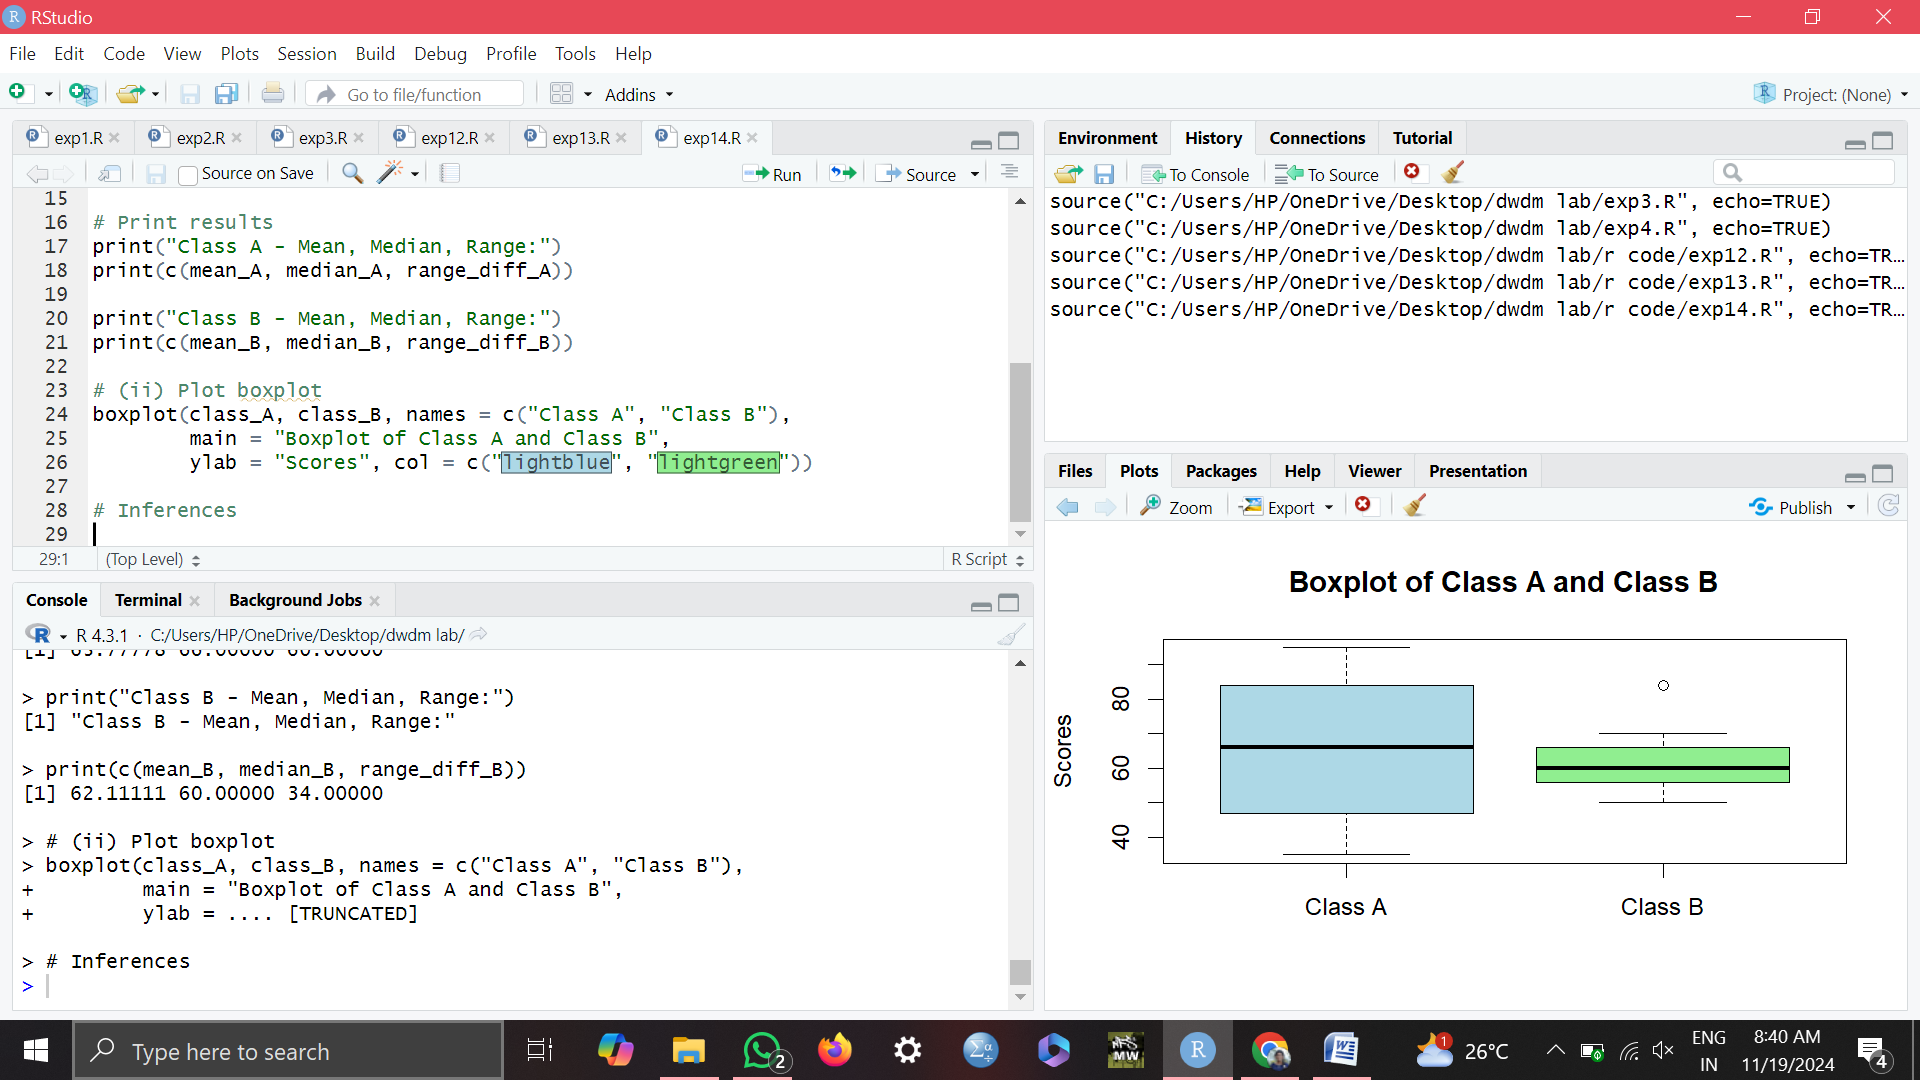 RStudio
File Edit Code View Plots Session Build Debug Profile Tools Help
Go to file/function Addins Project: (None)
exp1.R exp2.R exp3.R exp12.R exp13.R exp14.R
Source on Save Run Source
15
16 # Print results
17 print("Class A - Mean, Median, Range:")
18 print(c(mean_A, median_A, range_diff_A))
19
20 print("Class B - Mean, Median, Range:")
21 print(c(mean_B, median_B, range_diff_B))
22
23 # (ii) Plot boxplot
24 boxplot(class_A, class_B, names = c("Class A", "Class B"),
25 main = "Boxplot of Class A and Class B",
26 ylab = "Scores", col = c("lightblue", "lightgreen"))
27
28 # Inferences
29
29:1 (Top Level) R Script
Console Terminal Background Jobs
R 4.3.1 · C:/Users/HP/OneDrive/Desktop/dwdm lab/
[1] 63.77778 66.00000 60.00000
> print("Class B - Mean, Median, Range:")
[1] "Class B - Mean, Median, Range:"
> print(c(mean_B, median_B, range_diff_B))
[1] 62.11111 60.00000 34.00000
> # (ii) Plot boxplot
> boxplot(class_A, class_B, names = c("Class A", "Class B"),
+ main = "Boxplot of Class A and Class B",
+ ylab = .... [TRUNCATED]
> # Inferences
>
Environment History Connections Tutorial
To Console To Source
source("C:/Users/HP/OneDrive/Desktop/dwdm lab/exp3.R", echo=TRUE)
source("C:/Users/HP/OneDrive/Desktop/dwdm lab/exp4.R", echo=TRUE)
source("C:/Users/HP/OneDrive/Desktop/dwdm lab/r code/exp12.R", echo=TR…
source("C:/Users/HP/OneDrive/Desktop/dwdm lab/r code/exp13.R", echo=TR…
source("C:/Users/HP/OneDrive/Desktop/dwdm lab/r code/exp14.R", echo=TR…
Files Plots Packages Help Viewer Presentation
Zoom Export Publish
Boxplot of Class A and Class B
Scores
80
60
40
Class A Class B
Type here to search
2
Σα
MW
R
1
26°C
ENG
IN
8:40 AM
11/19/2024
4